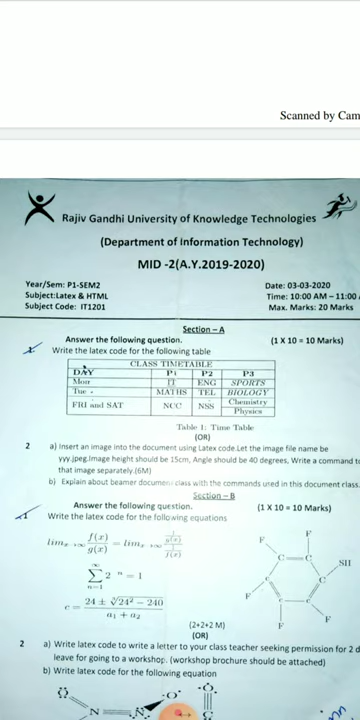 Scanned by Cam
Rajiv Gandhi University of Knowledge Technologies
(Department of Information Technology)
MID -2(A.Y.2019-2020)
Year/Sem: P1-SEM2 Date: 03-03-2020
Subject:Latex & HTML Time: 10:00 AM – 11:00
Subject Code: IT1201 Max. Marks: 20 Marks
Section – A
Answer the following question. (1 X 10 = 10 Marks)
Write the latex code for the following table
CLASS TIMETABLE
DAY P1 P2 P3
Mon IT ENG SPORTS
Tue MATHS TEL BIOLOGY
FRI and SAT NCC NSS Chemistry
Physics
Table 1: Time Table
(OR)
2 a) Insert an image into the document using Latex code.Let the image file name be
yyy.jpeg.Image height should be 15cm, Angle should be 40 degrees, Write a command to
that image separately.(6M)
b) Explain about beamer document class with the commands used in this document class.
Section – B
Answer the following question. (1 X 10 = 10 Marks)
Write the latex code for the following equations
f(x)
g(x)
F F
C C SH
C
F
F F
n=1
2 n = 1
24 ± ∛24² − 240
a₁ + a₂
(2+2+2 M)
(OR)
2 a) Write latex code to write a letter to your class teacher seeking permission for 2 d
leave for going to a workshop. (workshop brochure should be attached)
b) Write latex code for the following equation
O O O
N N C